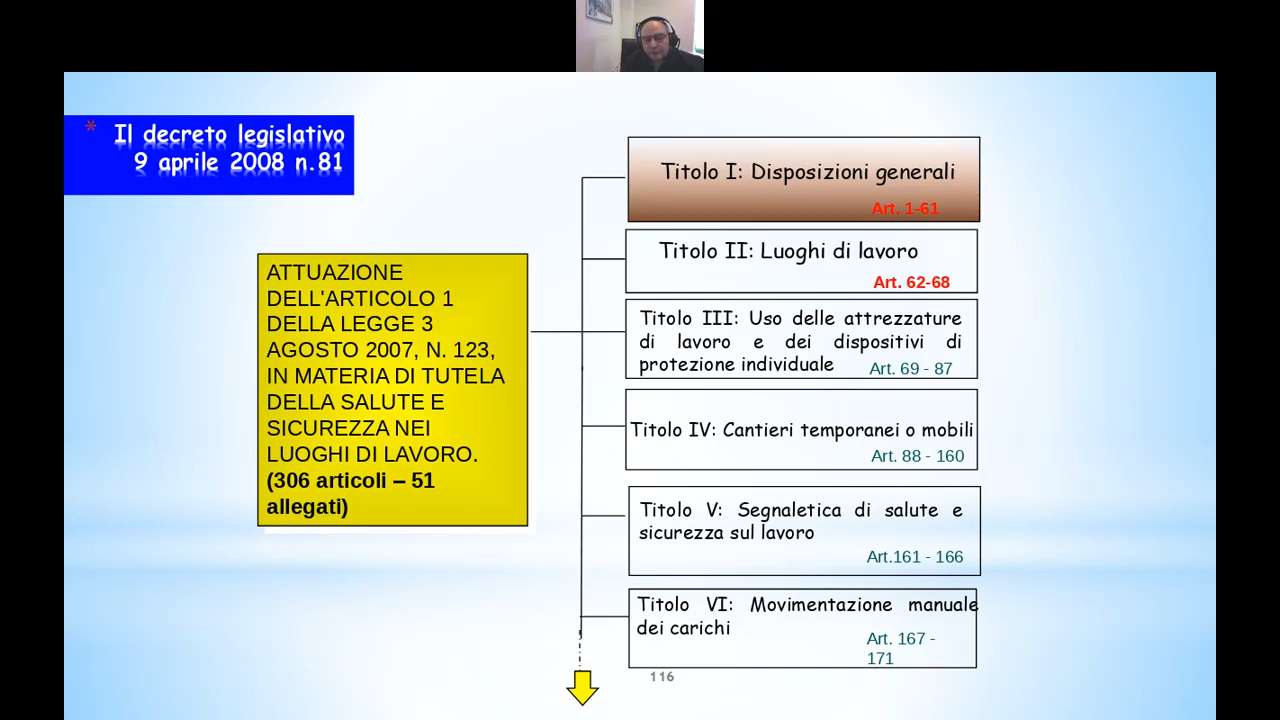 * Il decreto legislativo
9 aprile 2008 n.81
ATTUAZIONE
DELL'ARTICOLO 1
DELLA LEGGE 3
AGOSTO 2007, N. 123,
IN MATERIA DI TUTELA
DELLA SALUTE E
SICUREZZA NEI
LUOGHI DI LAVORO.
(306 articoli – 51
allegati)
Titolo I: Disposizioni generali
Art. 1-61
Titolo II: Luoghi di lavoro
Art. 62-68
Titolo III: Uso delle attrezzature
di lavoro e dei dispositivi di
protezione individuale
Art. 69 - 87
Titolo IV: Cantieri temporanei o mobili
Art. 88 - 160
Titolo V: Segnaletica di salute e
sicurezza sul lavoro
Art.161 - 166
Titolo VI: Movimentazione manuale
dei carichi
Art. 167 -
171
116